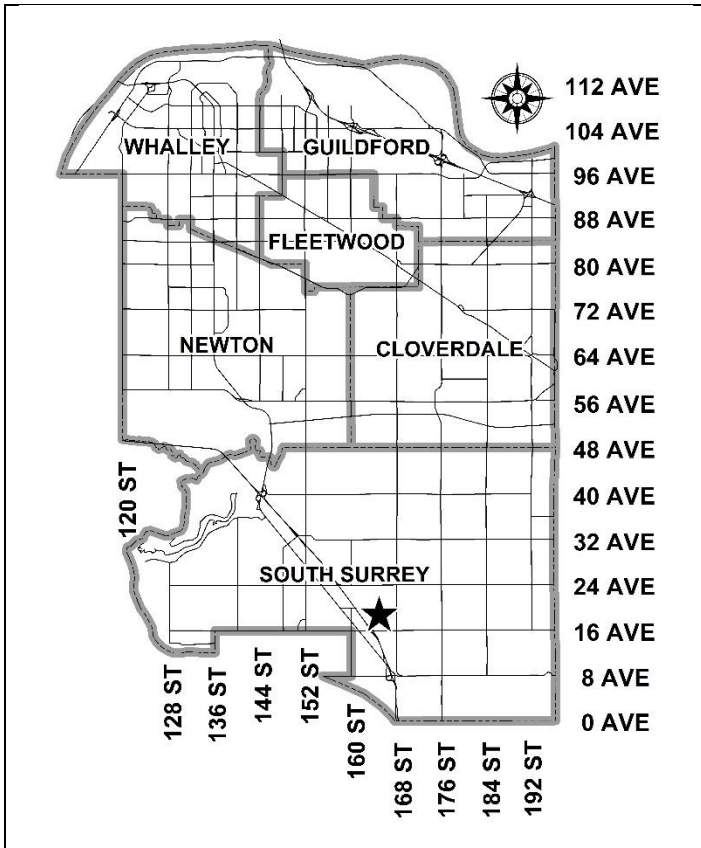 112 AVE
104 AVE
WHALLEY
GUILDFORD
96 AVE
88 AVE
FLEETWOOD
80 AVE
72 AVE
NEWTON
CLOVERDALE
64 AVE
56 AVE
48 AVE
120 ST
40 AVE
32 AVE
SOUTH SURREY
24 AVE
16 AVE
8 AVE
0 AVE
128 ST
136 ST
144 ST
152 ST
160 ST
168 ST
176 ST
184 ST
192 ST